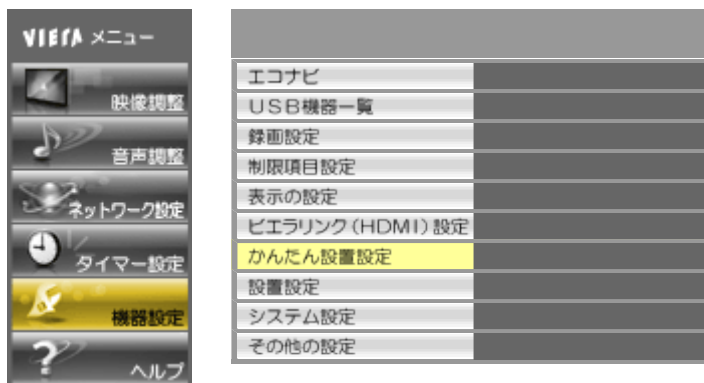 VIERA メニュー
映像調整
音声調整
ネットワーク設定
タイマー設定
機器設定
ヘルプ
エコナビ
USB機器一覧
録画設定
制限項目設定
表示の設定
ビエラリンク(HDMI)設定
かんたん設置設定
設置設定
システム設定
その他の設定